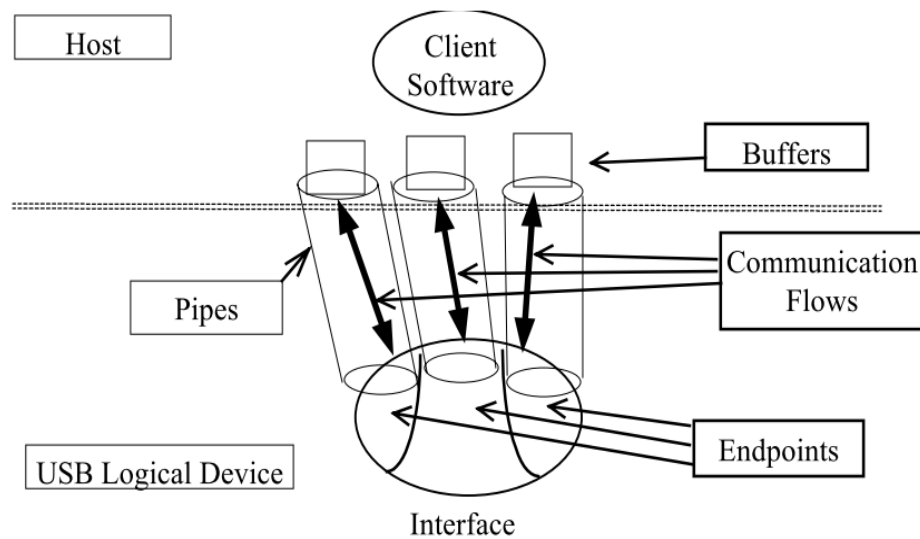 Host
Client
Software
Buffers
Communication
Flows
Pipes
Endpoints
USB Logical Device
Interface